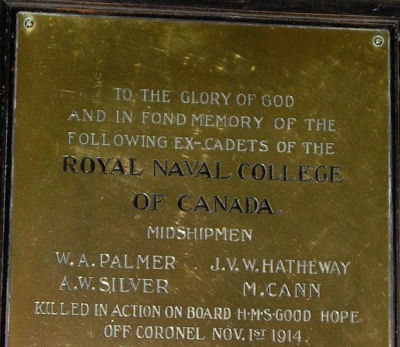 TO THE GLORY OF GOD
AND IN FOND MEMORY OF THE
FOLLOWING EX-CADETS OF THE
ROYAL NAVAL COLLEGE
OF CANADA.
MIDSHIPMEN
W.A. PALMER J.V.W. HATHEWAY
A.W. SILVER M. CANN
KILLED IN ACTION ON BOARD H·M·S·GOOD HOPE
OFF CORONEL NOV. 1ST 1914.